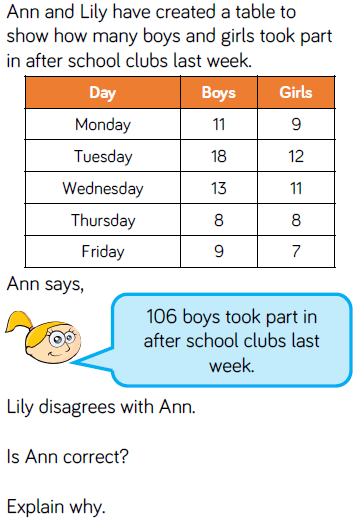 Ann and Lily have created a table to
show how many boys and girls took part
in after school clubs last week.
Day Boys Girls
Monday 11 9
Tuesday 18 12
Wednesday 13 11
Thursday 8 8
Friday 9 7
Ann says,
106 boys took part in
after school clubs last
week.
Lily disagrees with Ann.
Is Ann correct?
Explain why.